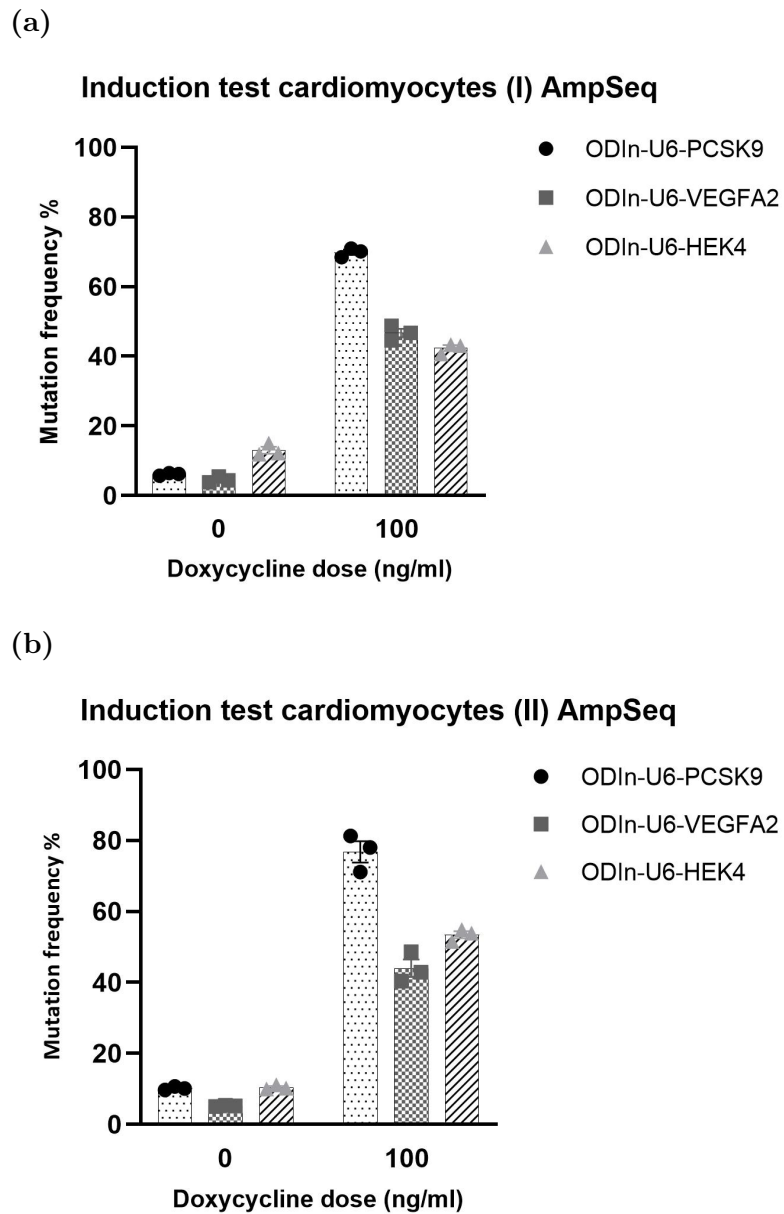 (a)
Induction test cardiomyocytes (I) AmpSeq
100
80
60
40
20
0
Mutation frequency %
0 100
Doxycycline dose (ng/ml)
ODIn-U6-PCSK9
ODIn-U6-VEGFA2
ODIn-U6-HEK4
(b)
Induction test cardiomyocytes (II) AmpSeq
100
80
60
40
20
0
Mutation frequency %
0 100
Doxycycline dose (ng/ml)
ODIn-U6-PCSK9
ODIn-U6-VEGFA2
ODIn-U6-HEK4